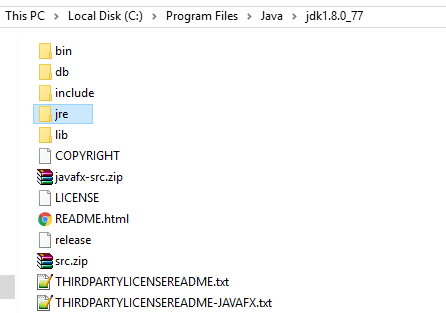 This PC > Local Disk (C:) > Program Files > Java > jdk1.8.0_77
bin
db
include
jre
lib
COPYRIGHT
javafx-src.zip
LICENSE
README.html
release
src.zip
THIRDPARTYLICENSEREADME.txt
THIRDPARTYLICENSEREADME-JAVAFX.txt